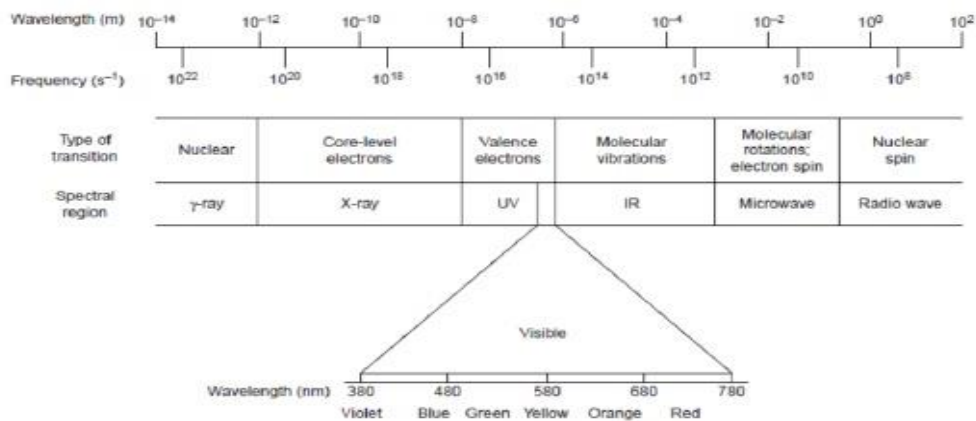 Wavelength (m) 10⁻¹⁴ 10⁻¹² 10⁻¹⁰ 10⁻⁸ 10⁻⁶ 10⁻⁴ 10⁻² 10⁰ 10²
Frequency (s⁻¹) 10²² 10²⁰ 10¹⁸ 10¹⁶ 10¹⁴ 10¹² 10¹⁰ 10⁸
Type of transition Nuclear Core-level electrons Valence electrons Molecular vibrations Molecular rotations; electron spin Nuclear spin
Spectral region γ-ray X-ray UV IR Microwave Radio wave
Visible
Wavelength (nm) 380 480 580 680 780
Violet Blue Green Yellow Orange Red